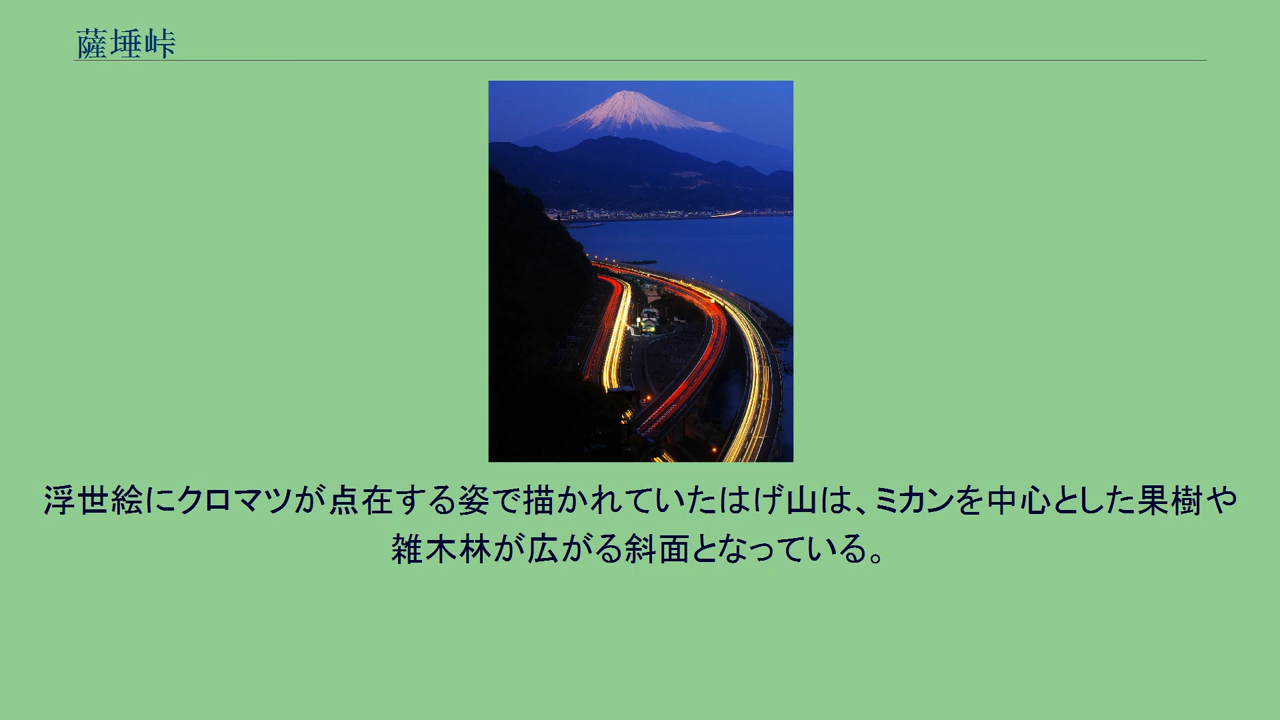 薩埵峠
浮世絵にクロマツが点在する姿で描かれていたはげ山は、ミカンを中心とした果樹や
雑木林が広がる斜面となっている。